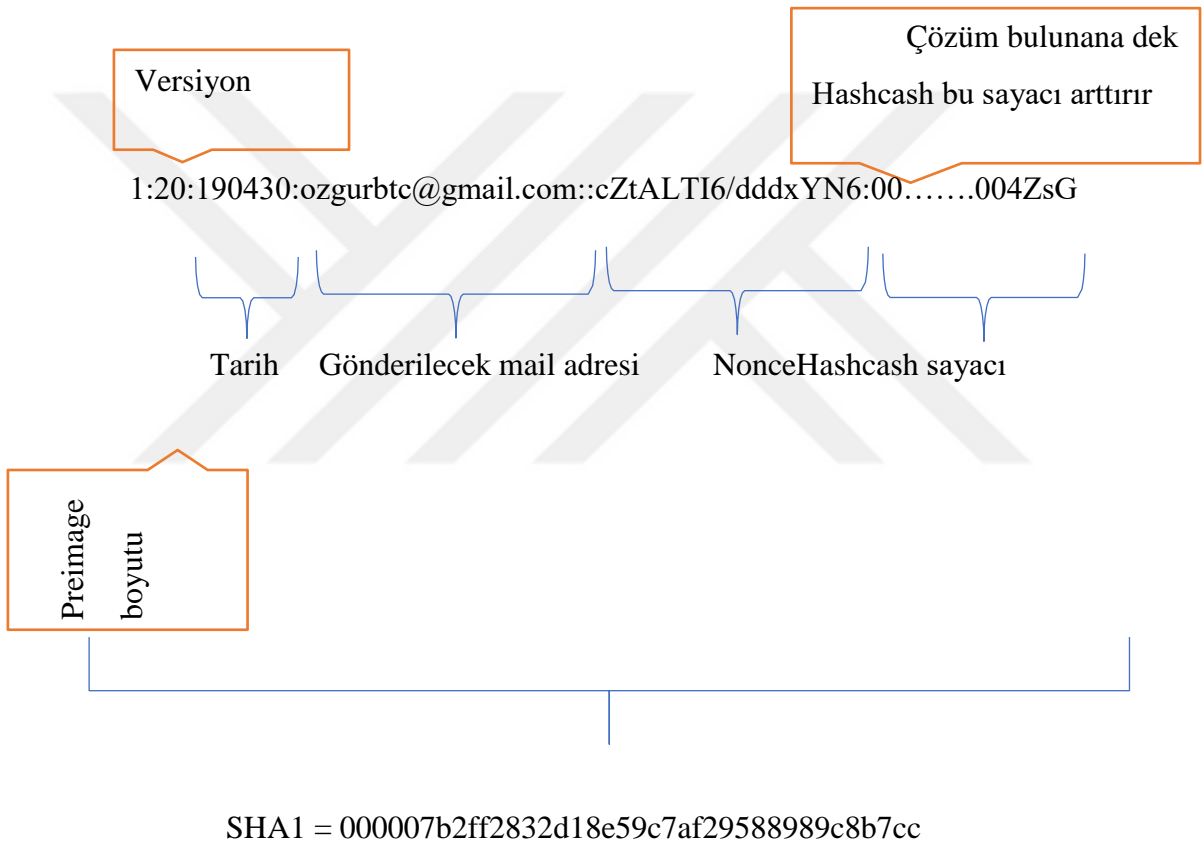 Çözüm bulunana dek
Versiyon
Hashcash bu sayacı arttırır
1:20:190430:ozgurbtc@gmail.com::cZtALTI6/dddxYN6:00…….004ZsG
Tarih Gönderilecek mail adresi NonceHashcash sayacı
Preimage
boyutu
SHA1 = 000007b2ff2832d18e59c7af29588989c8b7cc